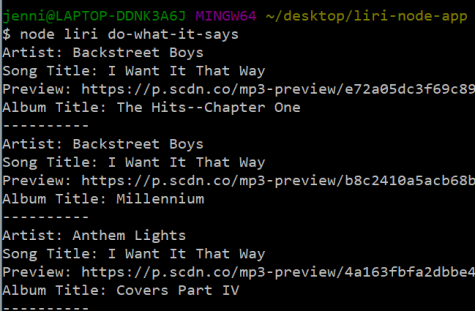 jenni@LAPTOP-DDNK3A6J MINGW64 ~/desktop/liri-node-app
$ node liri do-what-it-says
Artist: Backstreet Boys
Song Title: I Want It That Way
Preview: https://p.scdn.co/mp3-preview/e72a05dc3f69c89
Album Title: The Hits--Chapter One
----------
Artist: Backstreet Boys
Song Title: I Want It That Way
Preview: https://p.scdn.co/mp3-preview/b8c2410a5acb68b
Album Title: Millennium
----------
Artist: Anthem Lights
Song Title: I Want It That Way
Preview: https://p.scdn.co/mp3-preview/4a163fbfa2dbbe4
Album Title: Covers Part IV
----------